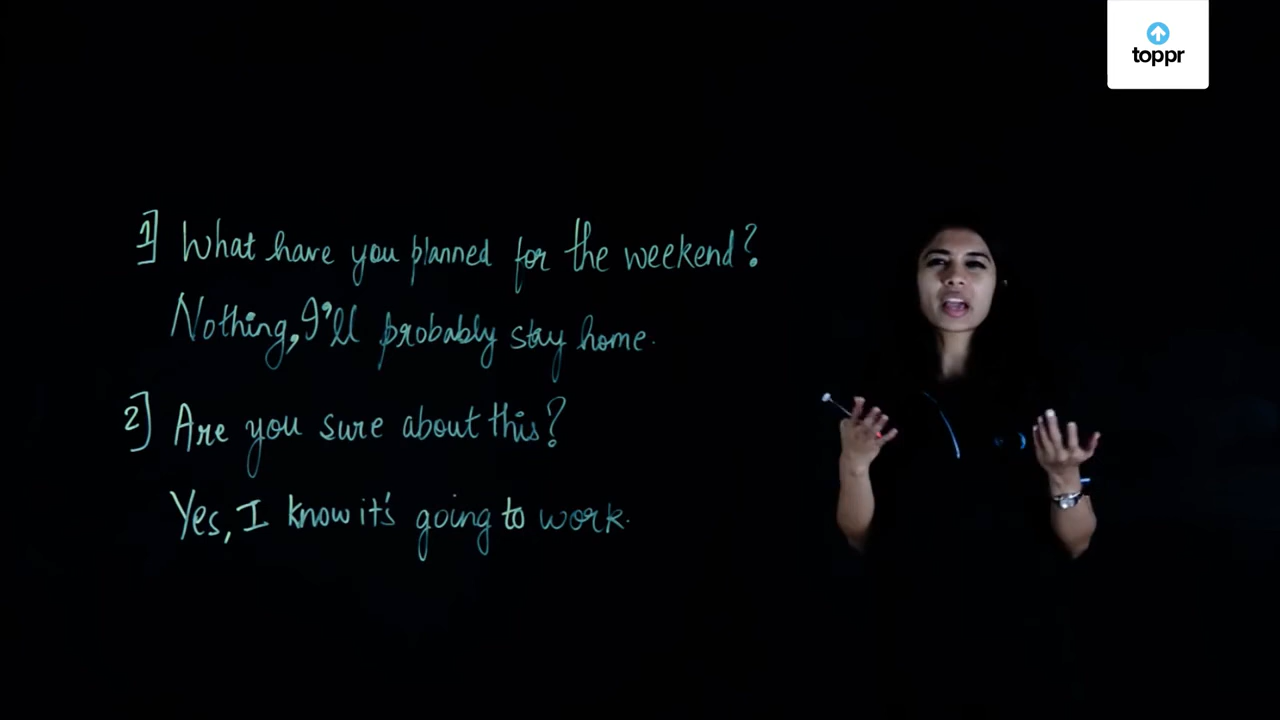 toppr
1] What have you planned for the weekend?
Nothing, I'll probably stay home.
2] Are you sure about this?
Yes, I know it's going to work.